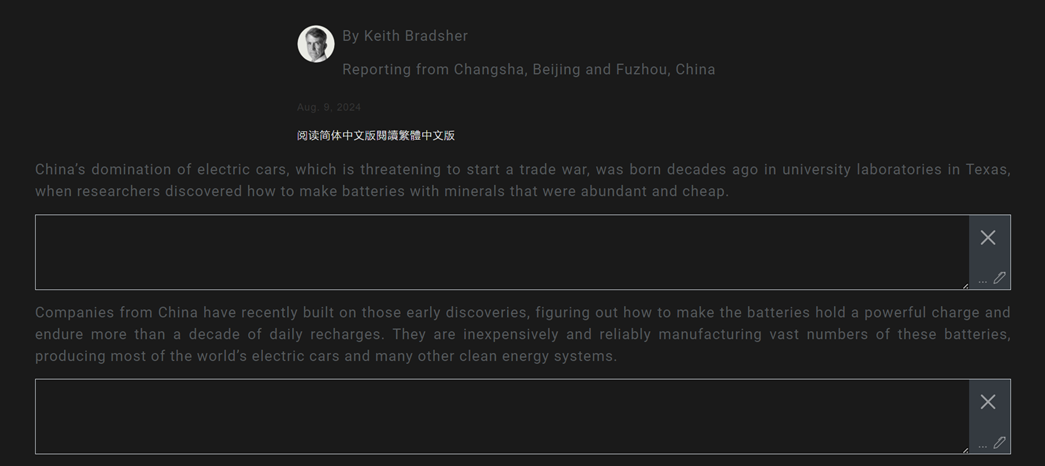 By Keith Bradsher
Reporting from Changsha, Beijing and Fuzhou, China
Aug. 9, 2024
阅读简体中文版閱讀繁體中文版
China’s domination of electric cars, which is threatening to start a trade war, was born decades ago in university laboratories in Texas,
when researchers discovered how to make batteries with minerals that were abundant and cheap.
...
Companies from China have recently built on those early discoveries, figuring out how to make the batteries hold a powerful charge and
endure more than a decade of daily recharges. They are inexpensively and reliably manufacturing vast numbers of these batteries,
producing most of the world’s electric cars and many other clean energy systems.
...